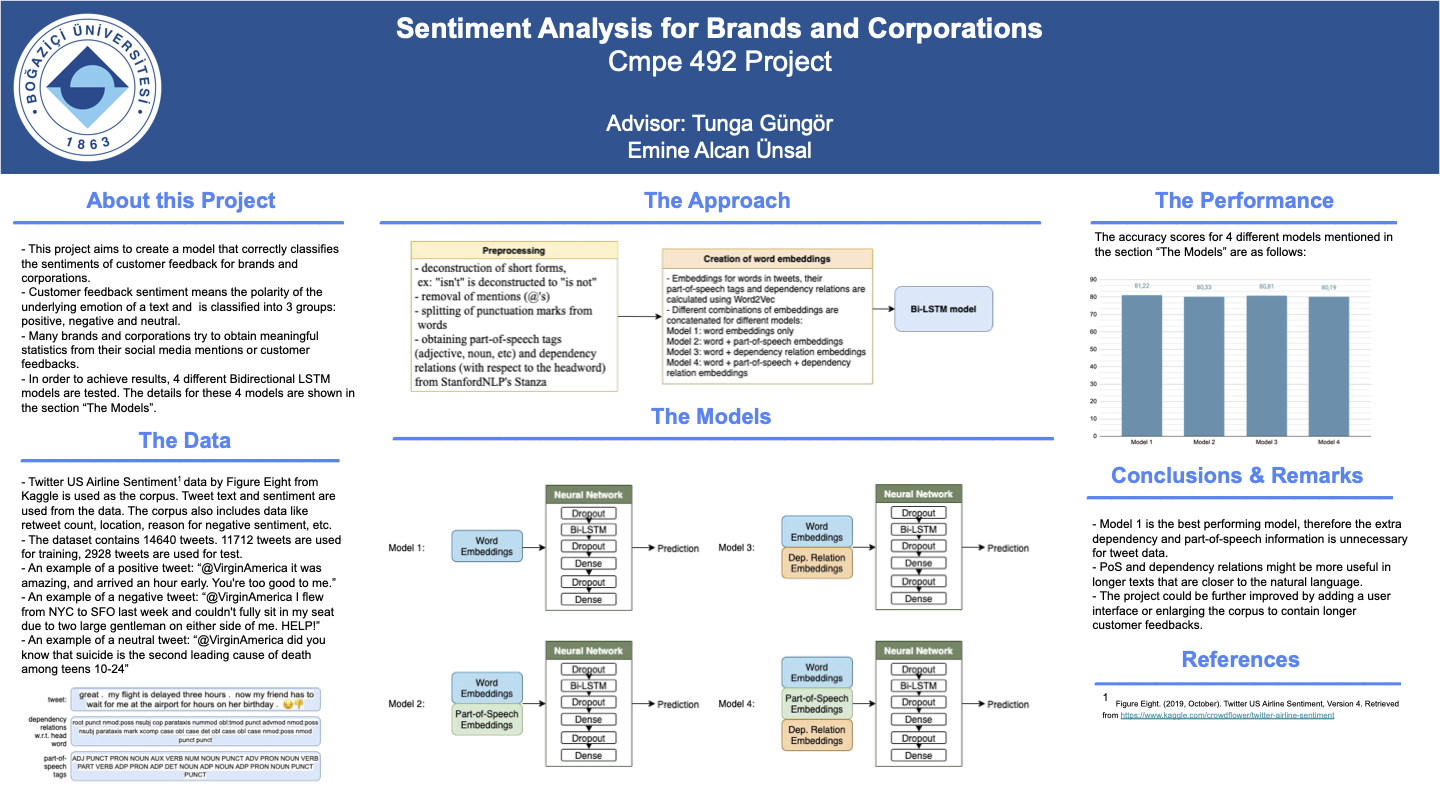 BOĞAZİÇİ ÜNİVERSİTESİ
1863
Sentiment Analysis for Brands and Corporations
Cmpe 492 Project
Advisor: Tunga Güngör
Emine Alcan Ünsal
About this Project
- This project aims to create a model that correctly classifies
the sentiments of customer feedback for brands and
corporations.
- Customer feedback sentiment means the polarity of the
underlying emotion of a text and is classified into 3 groups:
positive, negative and neutral.
- Many brands and corporations try to obtain meaningful
statistics from their social media mentions or customer
feedbacks.
- In order to achieve results, 4 different Bidirectional LSTM
models are tested. The details for these 4 models are shown in
the section “The Models”.
The Data
- Twitter US Airline Sentiment1 data by Figure Eight from
Kaggle is used as the corpus. Tweet text and sentiment are
used from the data. The corpus also includes data like
retweet count, location, reason for negative sentiment, etc.
- The dataset contains 14640 tweets. 11712 tweets are used
for training, 2928 tweets are used for test.
- An example of a positive tweet: “@VirginAmerica it was
amazing, and arrived an hour early. You're too good to me.”
- An example of a negative tweet: “@VirginAmerica I flew
from NYC to SFO last week and couldn't fully sit in my seat
due to two large gentleman on either side of me. HELP!”
- An example of a neutral tweet: “@VirginAmerica did you
know that suicide is the second leading cause of death
among teens 10-24”
tweet:
great . my flight is delayed three hours . now my friend has to
wait for me at the airport for hours on her birthday . 😒👎
dependency
relations
w.r.t. head
word
root punct nmod:poss nsubj cop parataxis nummod obl:tmod punct advmod nmod:poss
nsubj parataxis mark xcomp case obl case det obl case obl case nmod:poss nmod
punct punct
part-of-
speech
tags
ADJ PUNCT PRON NOUN AUX VERB NUM NOUN PUNCT ADV PRON NOUN VERB
PART VERB ADP PRON ADP DET NOUN ADP NOUN ADP PRON NOUN PUNCT
PUNCT
The Approach
Preprocessing
- deconstruction of short forms,
ex: "isn't" is deconstructed to "is not"
- removal of mentions (@'s)
- splitting of punctuation marks from
words
- obtaining part-of-speech tags
(adjective, noun, etc) and dependency
relations (with respect to the headword)
from StanfordNLP's Stanza
Creation of word embeddings
- Embeddings for words in tweets, their
part-of-speech tags and dependency relations are
calculated using Word2Vec
- Different combinations of embeddings are
concatenated for different models:
Model 1: word embeddings only
Model 2: word + part-of-speech embeddings
Model 3: word + dependency relation embeddings
Model 4: word + part-of-speech + dependency
relation embeddings
Bi-LSTM model
The Models
Model 1:
Word
Embeddings
Neural Network
Dropout
Bi-LSTM
Dropout
Dense
Dropout
Dense
Prediction
Model 3:
Word
Embeddings
Dep. Relation
Embeddings
Neural Network
Dropout
Bi-LSTM
Dropout
Dense
Dropout
Dense
Prediction
Model 2:
Word
Embeddings
Part-of-Speech
Embeddings
Neural Network
Dropout
Bi-LSTM
Dropout
Dense
Dropout
Dense
Prediction
Model 4:
Word
Embeddings
Part-of-Speech
Embeddings
Dep. Relation
Embeddings
Neural Network
Dropout
Bi-LSTM
Dropout
Dense
Dropout
Dense
Prediction
The Performance
The accuracy scores for 4 different models mentioned in
the section “The Models” are as follows:
90
80
70
60
50
40
30
20
10
0
81,22
80,33
80,81
80,19
Model 1
Model 2
Model 3
Model 4
Conclusions & Remarks
- Model 1 is the best performing model, therefore the extra
dependency and part-of-speech information is unnecessary
for tweet data.
- PoS and dependency relations might be more useful in
longer texts that are closer to the natural language.
- The project could be further improved by adding a user
interface or enlarging the corpus to contain longer
customer feedbacks.
References
1 Figure Eight. (2019, October). Twitter US Airline Sentiment, Version 4. Retrieved
from https://www.kaggle.com/crowdflower/twitter-airline-sentiment